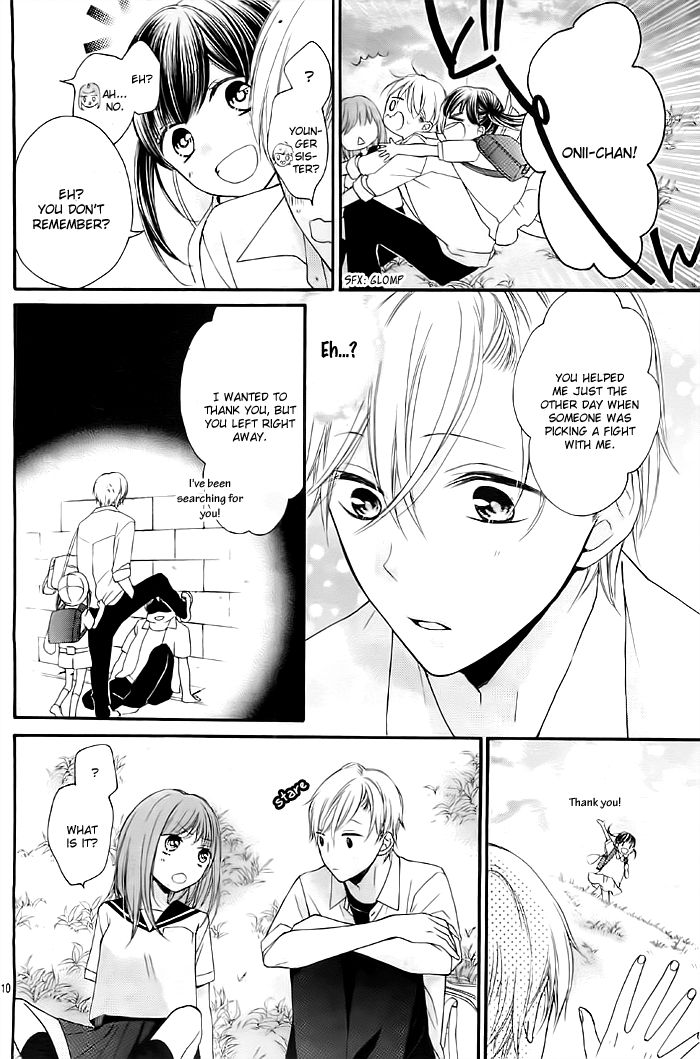 ONII-CHAN!
SFX: GLOMP
?
YOUN-
GER
SIS-
TER?
EH?
AH...
NO.
EH?
YOU DON'T
REMEMBER?
YOU HELPED
ME JUST THE
OTHER DAY WHEN
SOMEONE WAS
PICKING A FIGHT
WITH ME.
Eh...?
I WANTED TO
THANK YOU, BUT
YOU LEFT RIGHT
AWAY.
I've been
searching for
you!
Thank you!
stare
?
WHAT
IS IT?
10